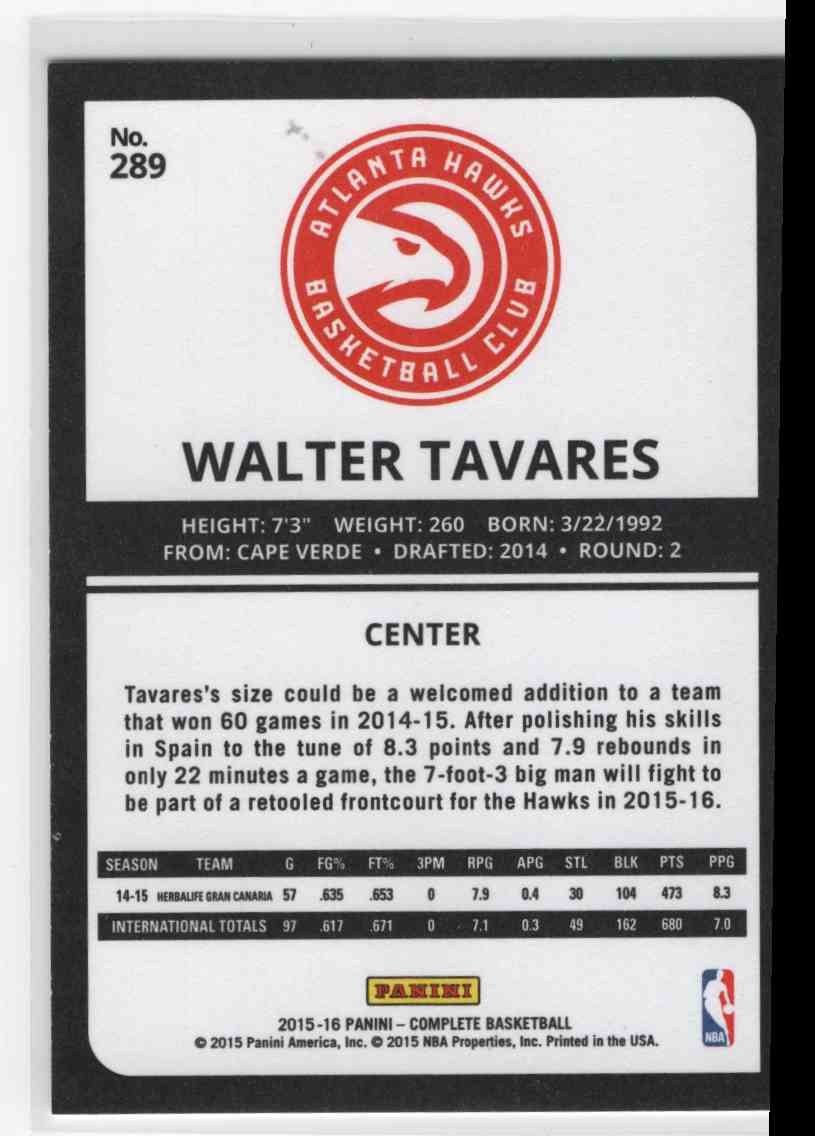 No.
289
ATLANTA HAWKS
BASKETBALL CLUB
WALTER TAVARES
HEIGHT: 7'3" WEIGHT: 260 BORN: 3/22/1992
FROM: CAPE VERDE • DRAFTED: 2014 • ROUND: 2
CENTER
Tavares's size could be a welcomed addition to a team
that won 60 games in 2014-15. After polishing his skills
in Spain to the tune of 8.3 points and 7.9 rebounds in
only 22 minutes a game, the 7-foot-3 big man will fight to
be part of a retooled frontcourt for the Hawks in 2015-16.
SEASON TEAM G FG% FT% 3PM RPG APG STL BLK PTS PPG
14-15 HERBALIFE GRAN CANARIA 57 .635 .653 0 7.9 0.4 30 104 473 8.3
INTERNATIONAL TOTALS 97 .617 .671 0 7.1 0.3 49 162 680 7.0
PANINI
2015-16 PANINI – COMPLETE BASKETBALL
© 2015 Panini America, Inc. © 2015 NBA Properties, Inc. Printed in the USA.
NBA